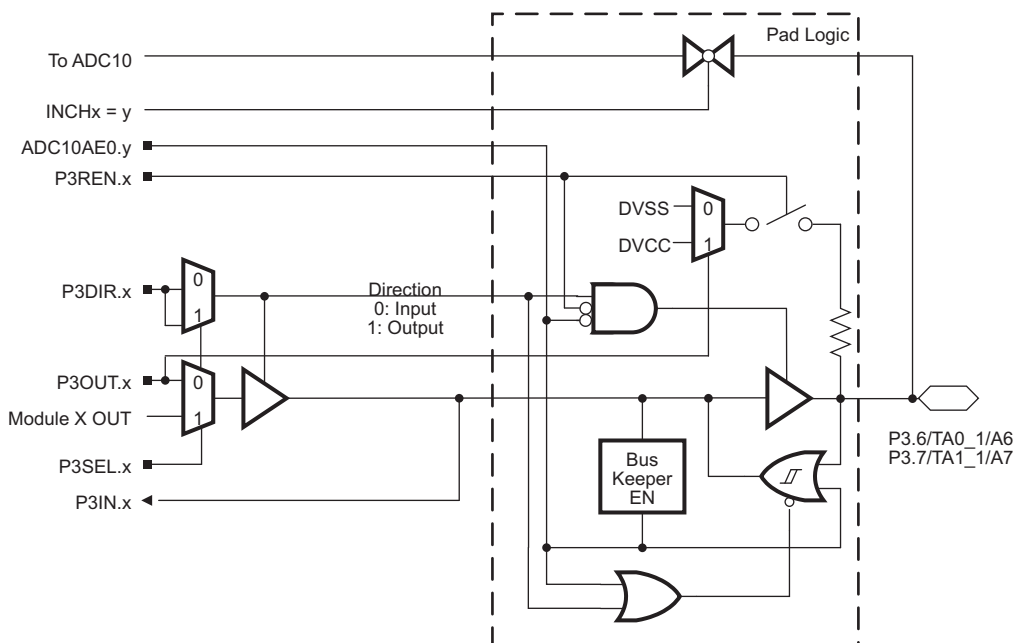 Pad Logic
To ADC10
INCHx = y
ADC10AE0.y
P3REN.x
DVSS
0
DVCC
1
P3DIR.x
0
1
Direction
0: Input
1: Output
P3OUT.x
0
Module X OUT
1
P3SEL.x
P3IN.x
Bus
Keeper
EN
P3.6/TA0_1/A6
P3.7/TA1_1/A7